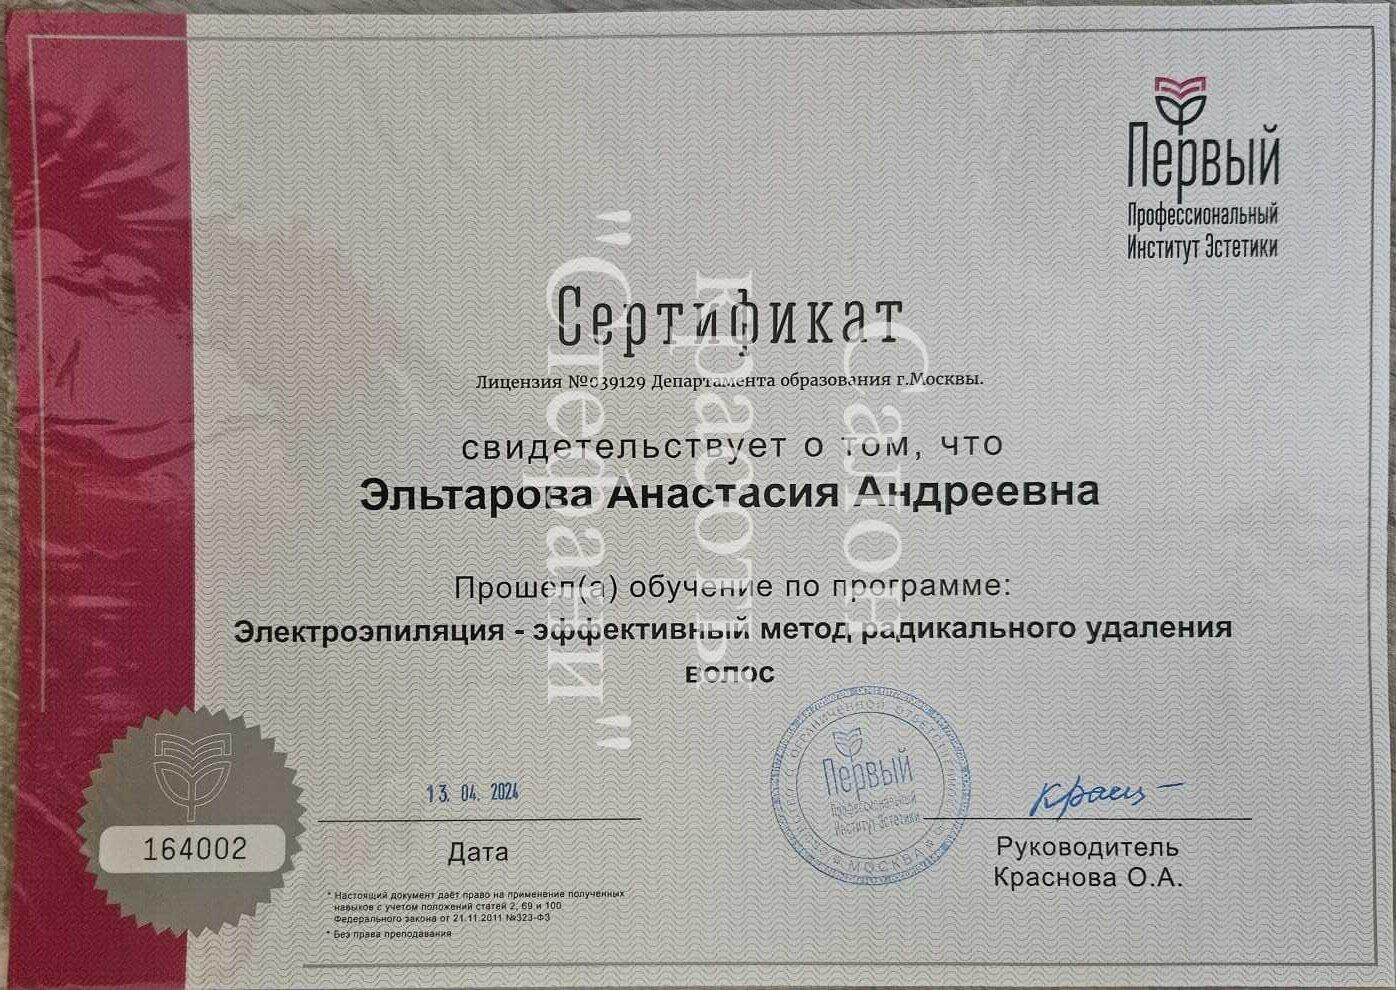 Первый
Профессиональный
Институт Эстетики
Сертификат
Лицензия №039129 Департамента образования г.Москвы.
свидетельствует о том, что
Эльтарова Анастасия Андреевна
Прошел(а) обучение по программе:
Электроэпиляция - эффективный метод радикального удаления
волос
Салон
красоты
"Стефани"
13. 04. 2024
Дата
164002
Первый
Профессиональный
Институт Эстетики
МОСКВА
Руководитель
Краснова О.А.
* Настоящий документ даёт право на применение полученных
навыков с учетом положений статей 2, 69 и 100
Федерального закона от 21.11.2011 №323-ФЗ
* Без права преподавания